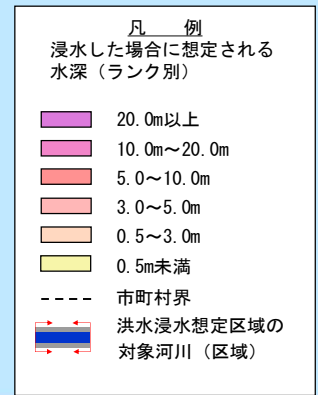 凡　例
浸水した場合に想定される
水深（ランク別）
20.0m以上
10.0m～20.0m
5.0～10.0m
3.0～5.0m
0.5～3.0m
0.5m未満
市町村界
洪水浸水想定区域の
対象河川（区域）